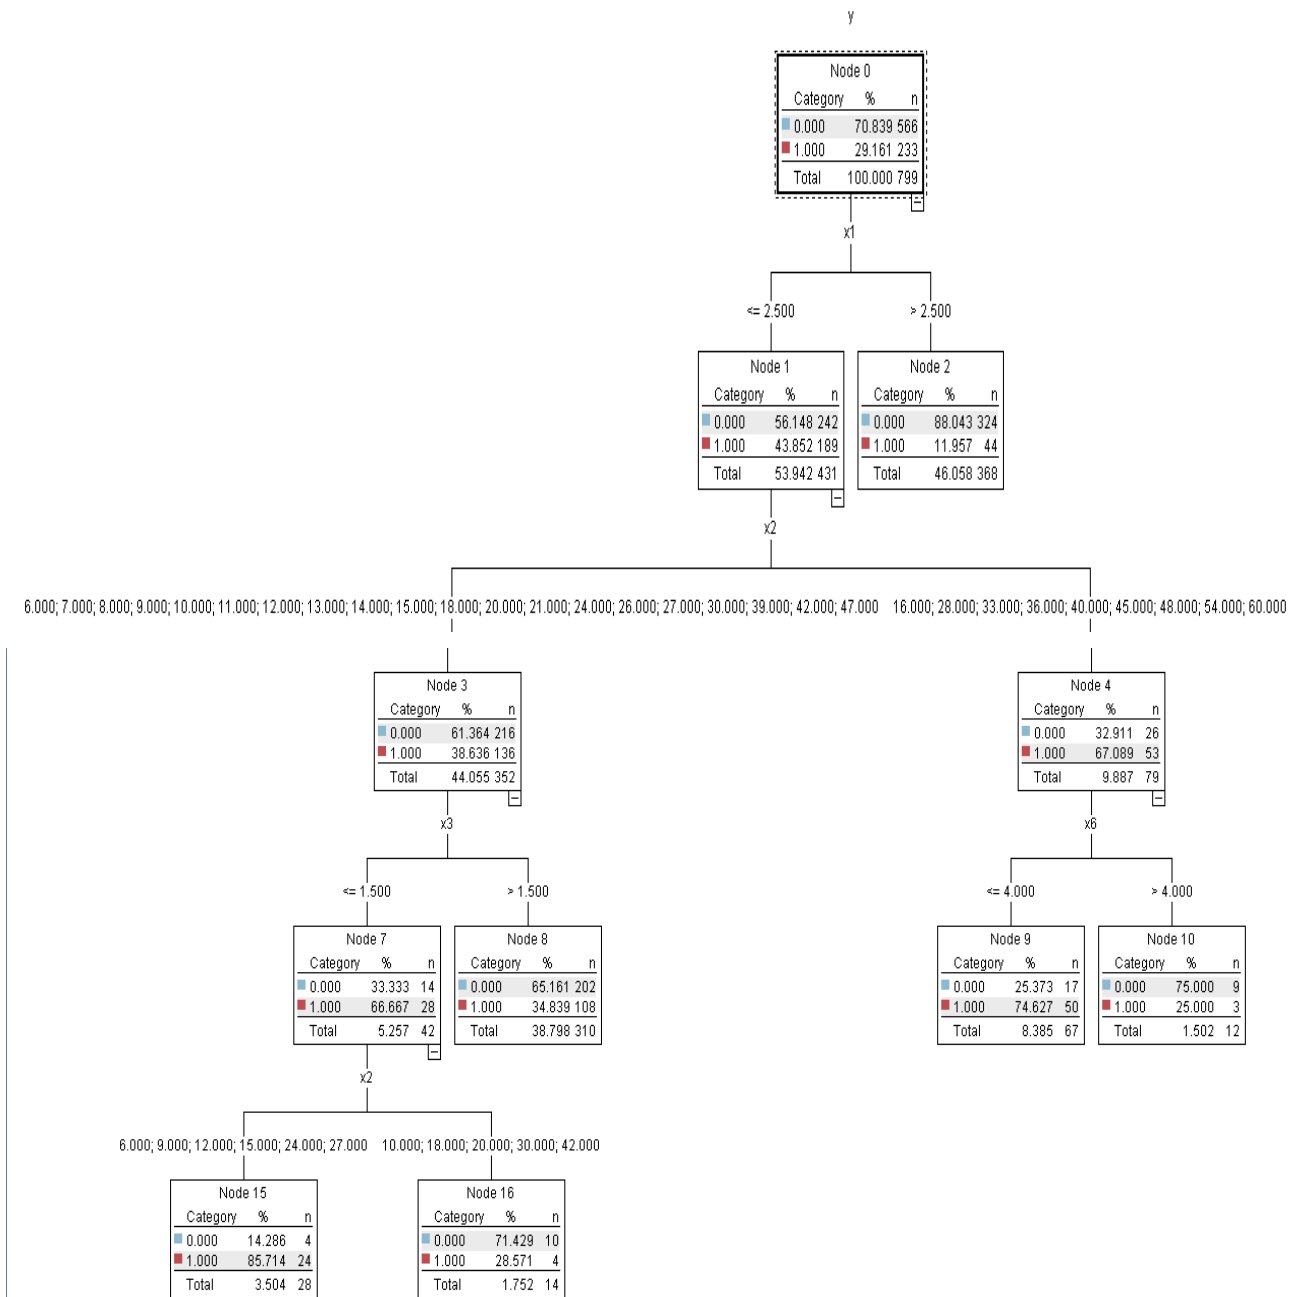 y
Node 0
Category % n
0.000 70.839 566
1.000 29.161 233
Total 100.000 799
x1
<= 2.500
> 2.500
Node 1
Category % n
0.000 56.148 242
1.000 43.852 189
Total 53.942 431
Node 2
Category % n
0.000 88.043 324
1.000 11.957 44
Total 46.058 368
x2
6.000; 7.000; 8.000; 9.000; 10.000; 11.000; 12.000; 13.000; 14.000; 15.000; 18.000; 20.000; 21.000; 24.000; 26.000; 27.000; 30.000; 39.000; 42.000; 47.000
16.000; 28.000; 33.000; 36.000; 40.000; 45.000; 48.000; 54.000; 60.000
Node 3
Category % n
0.000 61.364 216
1.000 38.636 136
Total 44.055 352
Node 4
Category % n
0.000 32.911 26
1.000 67.089 53
Total 9.887 79
x3
x6
<= 1.500
> 1.500
<= 4.000
> 4.000
Node 7
Category % n
0.000 33.333 14
1.000 66.667 28
Total 5.257 42
Node 8
Category % n
0.000 65.161 202
1.000 34.839 108
Total 38.798 310
Node 9
Category % n
0.000 25.373 17
1.000 74.627 50
Total 8.385 67
Node 10
Category % n
0.000 75.000 9
1.000 25.000 3
Total 1.502 12
x2
6.000; 9.000; 12.000; 15.000; 24.000; 27.000
10.000; 18.000; 20.000; 30.000; 42.000
Node 15
Category % n
0.000 14.286 4
1.000 85.714 24
Total 3.504 28
Node 16
Category % n
0.000 71.429 10
1.000 28.571 4
Total 1.752 14